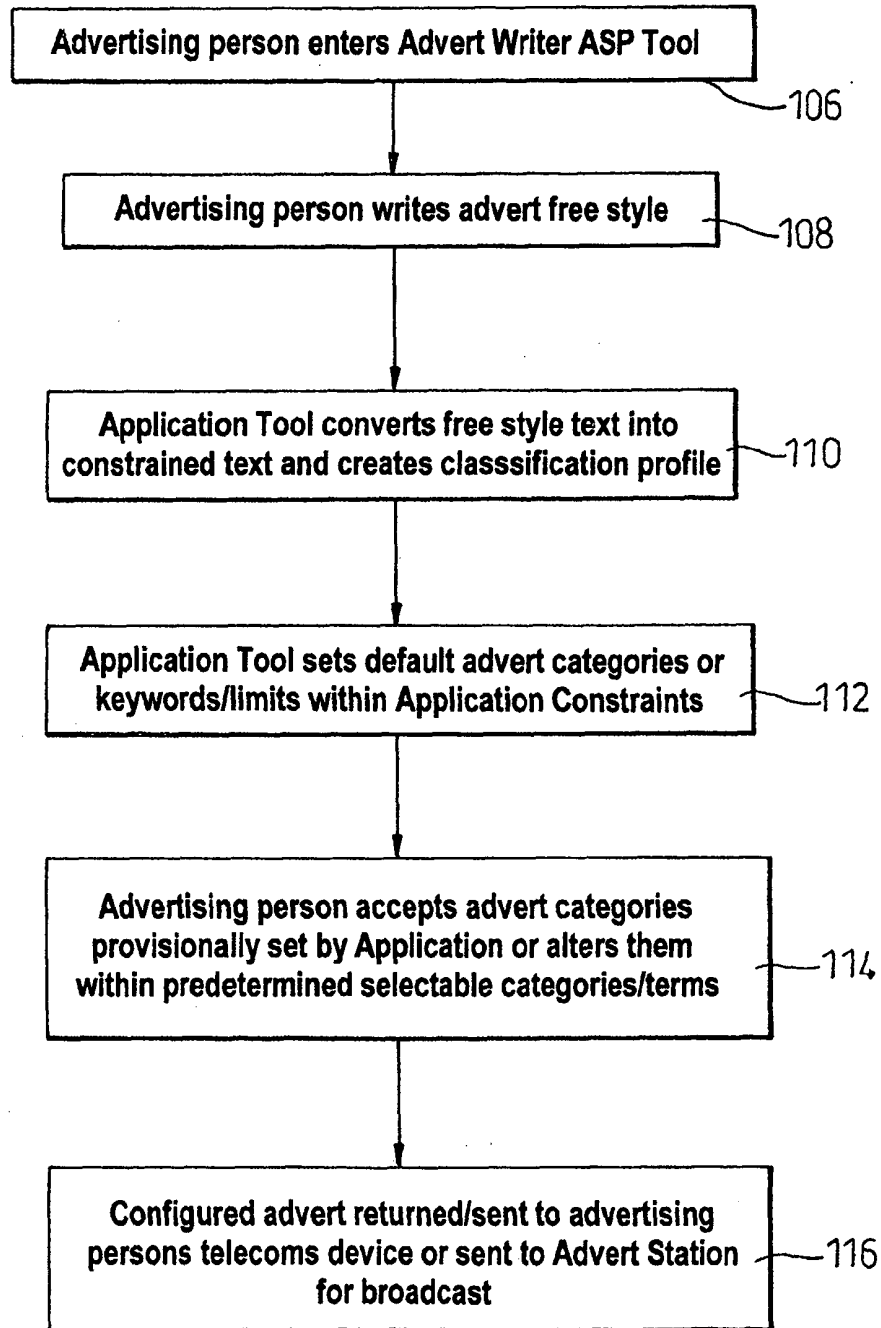 Advertising person enters Advert Writer ASP Tool
106
Advertising person writes advert free style
108
Application Tool converts free style text into
constrained text and creates classsification profile
110
Application Tool sets default advert categories or
keywords/limits within Application Constraints
112
Advertising person accepts advert categories
provisionally set by Application or alters them
within predetermined selectable categories/terms
114
Configured advert returned/sent to advertising
persons telecoms device or sent to Advert Station
for broadcast
116